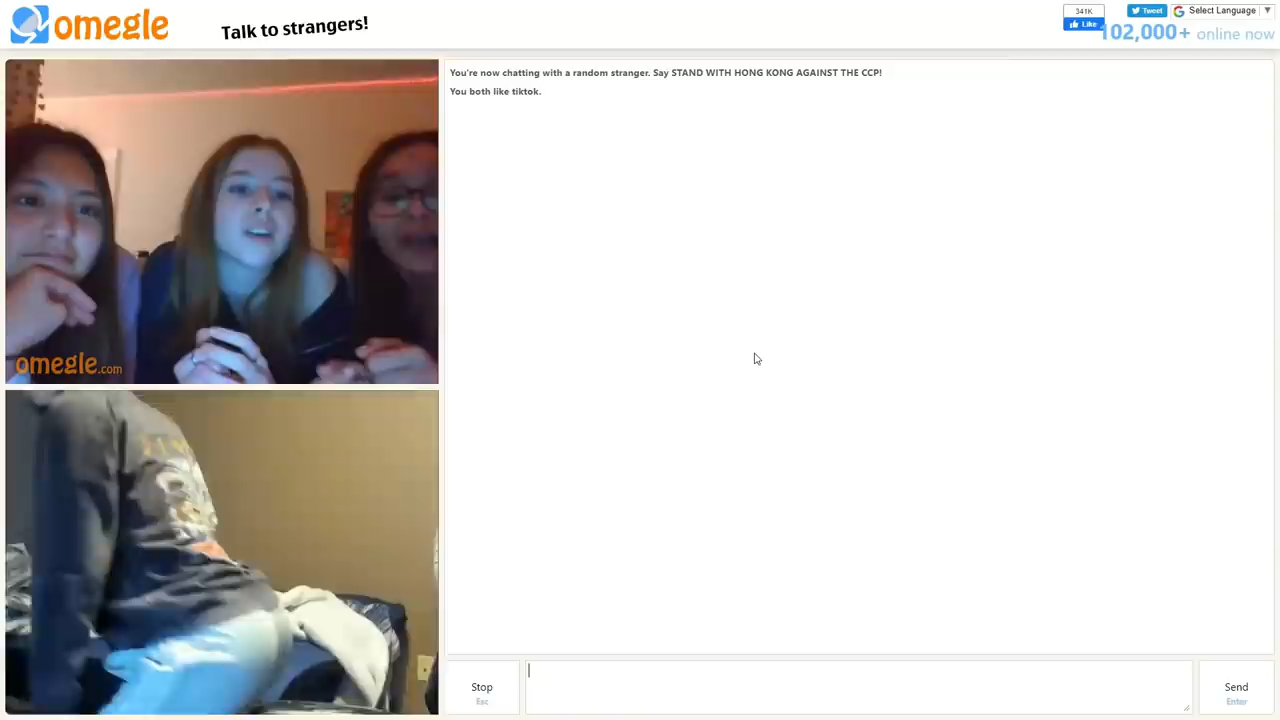 omegle
Talk to strangers!
341K
Like
Tweet
Select Language ▼
102,000+ online now
You're now chatting with a random stranger. Say STAND WITH HONG KONG AGAINST THE CCP!
You both like tiktok.
omegle.com
Stop
Esc
Send
Enter